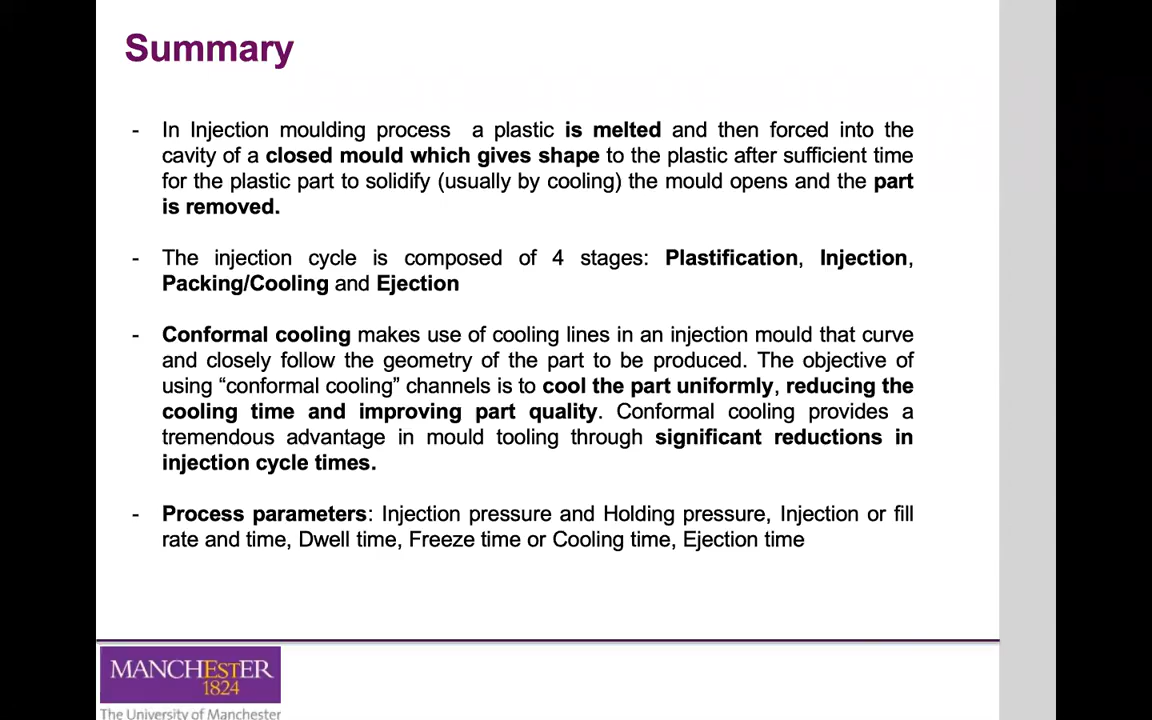 Summary
- In Injection moulding process a plastic is melted and then forced into the
cavity of a closed mould which gives shape to the plastic after sufficient time
for the plastic part to solidify (usually by cooling) the mould opens and the part
is removed.
- The injection cycle is composed of 4 stages: Plastification, Injection,
Packing/Cooling and Ejection
- Conformal cooling makes use of cooling lines in an injection mould that curve
and closely follow the geometry of the part to be produced. The objective of
using “conformal cooling” channels is to cool the part uniformly, reducing the
cooling time and improving part quality. Conformal cooling provides a
tremendous advantage in mould tooling through significant reductions in
injection cycle times.
- Process parameters: Injection pressure and Holding pressure, Injection or fill
rate and time, Dwell time, Freeze time or Cooling time, Ejection time
MANCHESTER
1824
The University of Manchester